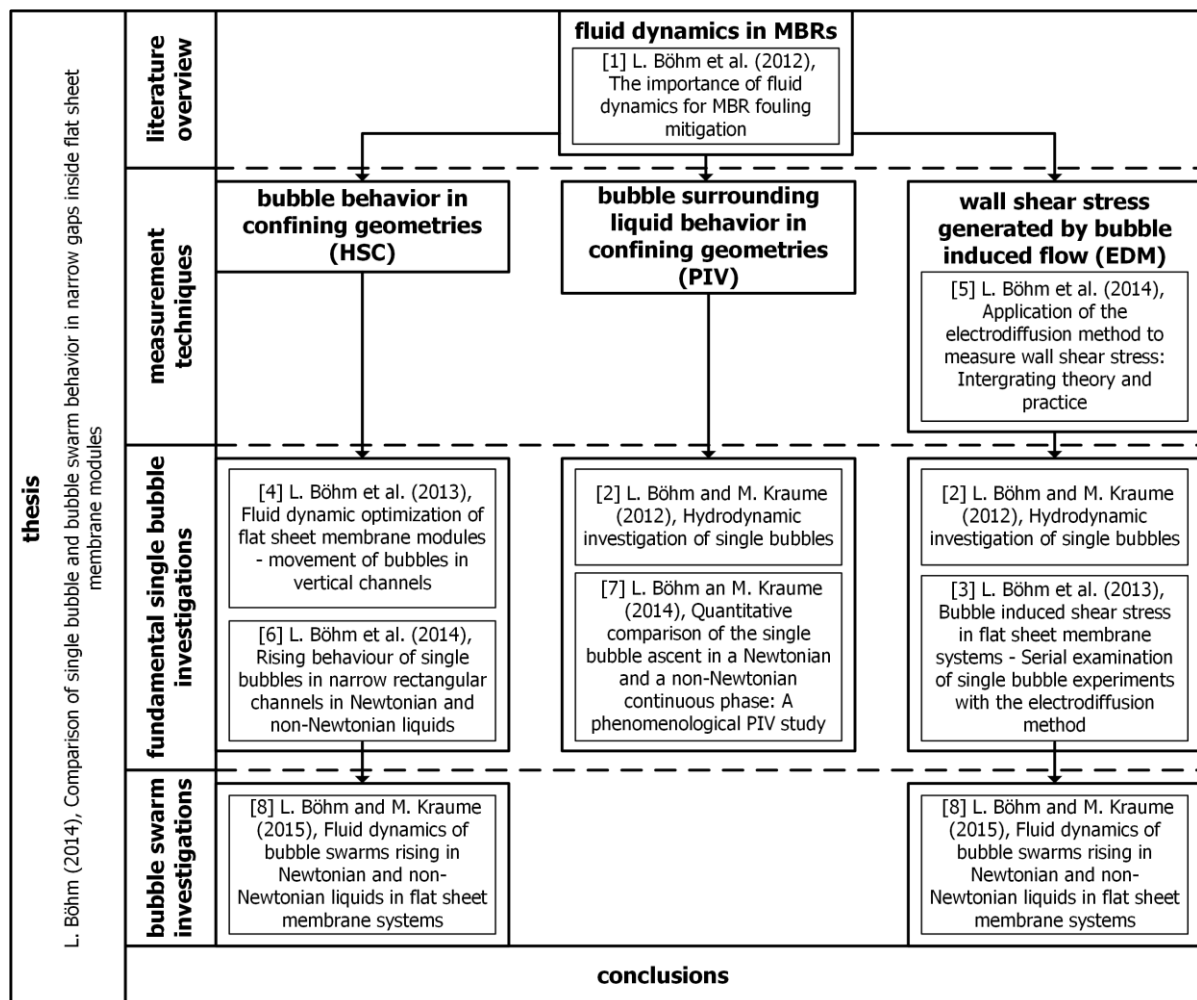 thesis
L. Böhm (2014), Comparison of single bubble and bubble swarm behavior in narrow gaps inside flat sheet
membrane modules
literature
overview
fluid dynamics in MBRs
[1] L. Böhm et al. (2012),
The importance of fluid
dynamics for MBR fouling
mitigation
measurement
techniques
bubble behavior in
confining geometries
(HSC)
bubble surrounding
liquid behavior in
confining geometries
(PIV)
wall shear stress
generated by bubble
induced flow (EDM)
[5] L. Böhm et al. (2014),
Application of the
electrodiffusion method to
measure wall shear stress:
Intergrating theory and
practice
fundamental single bubble
investigations
[4] L. Böhm et al. (2013),
Fluid dynamic optimization of
flat sheet membrane modules
- movement of bubbles in
vertical channels
[6] L. Böhm et al. (2014),
Rising behaviour of single
bubbles in narrow rectangular
channels in Newtonian and
non-Newtonian liquids
[2] L. Böhm and M. Kraume
(2012), Hydrodynamic
investigation of single bubbles
[7] L. Böhm an M. Kraume
(2014), Quantitative
comparison of the single
bubble ascent in a Newtonian
and a non-Newtonian
continuous phase: A
phenomenological PIV study
[2] L. Böhm and M. Kraume
(2012), Hydrodynamic
investigation of single bubbles
[3] L. Böhm et al. (2013),
Bubble induced shear stress
in flat sheet membrane
systems - Serial examination
of single bubble experiments
with the electrodiffusion
method
bubble swarm
investigations
[8] L. Böhm and M. Kraume
(2015), Fluid dynamics of
bubble swarms rising in
Newtonian and non-
Newtonian liquids in flat sheet
membrane systems
[8] L. Böhm and M. Kraume
(2015), Fluid dynamics of
bubble swarms rising in
Newtonian and non-
Newtonian liquids in flat sheet
membrane systems
conclusions